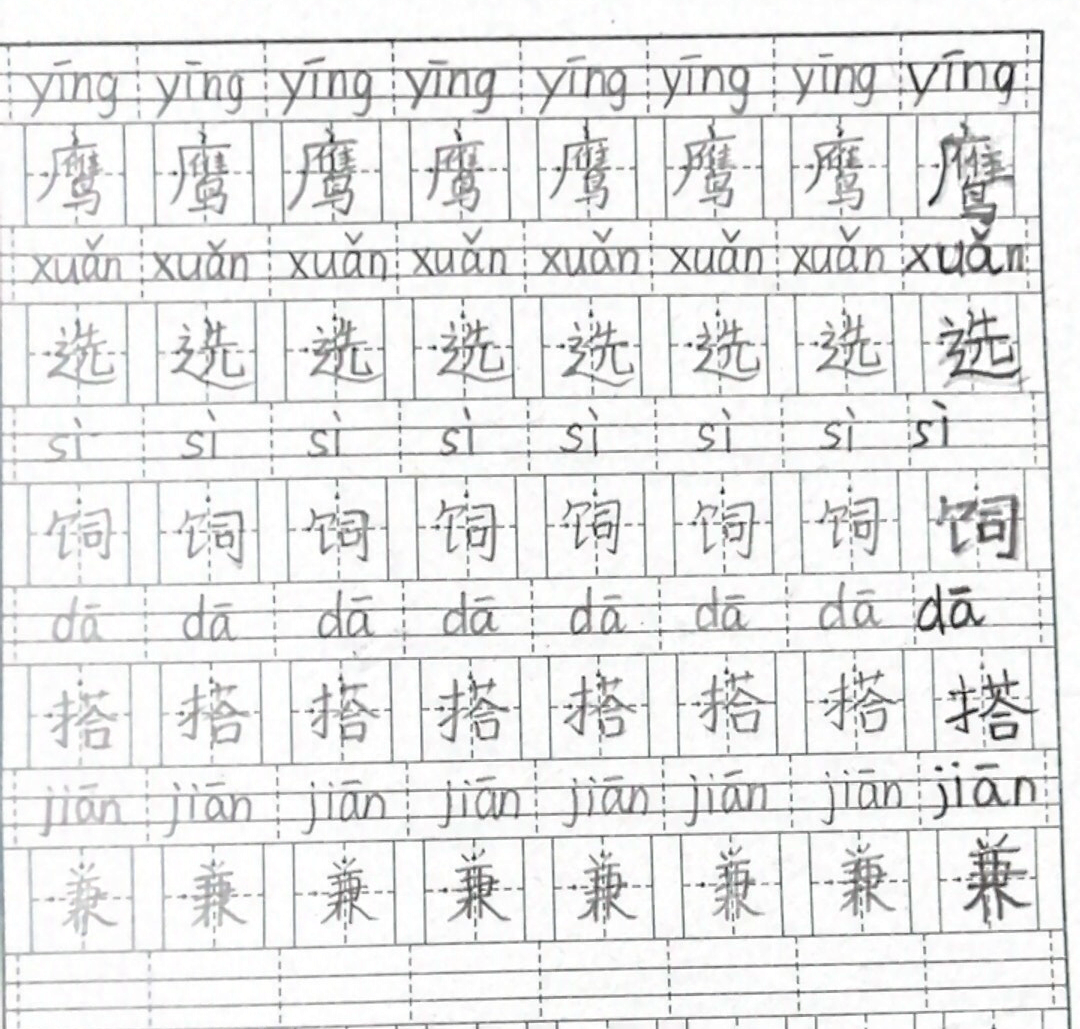 yīng yīng yīng yīng yīng yīng yīng yīng
鹰 鹰 鹰 鹰 鹰 鹰 鹰 鹰
xuǎn xuǎn xuǎn xuǎn xuǎn xuǎn xuǎn xuǎn
选 选 选 选 选 选 选 选
sì sì sì sì sì sì sì sì
饲 饲 饲 饲 饲 饲 饲 饲
dā dā dā dā dā dā dā dā
搭 搭 搭 搭 搭 搭 搭 搭
jiān jiān jiān jiān jiān jiān jiān jiān
兼 兼 兼 兼 兼 兼 兼 兼